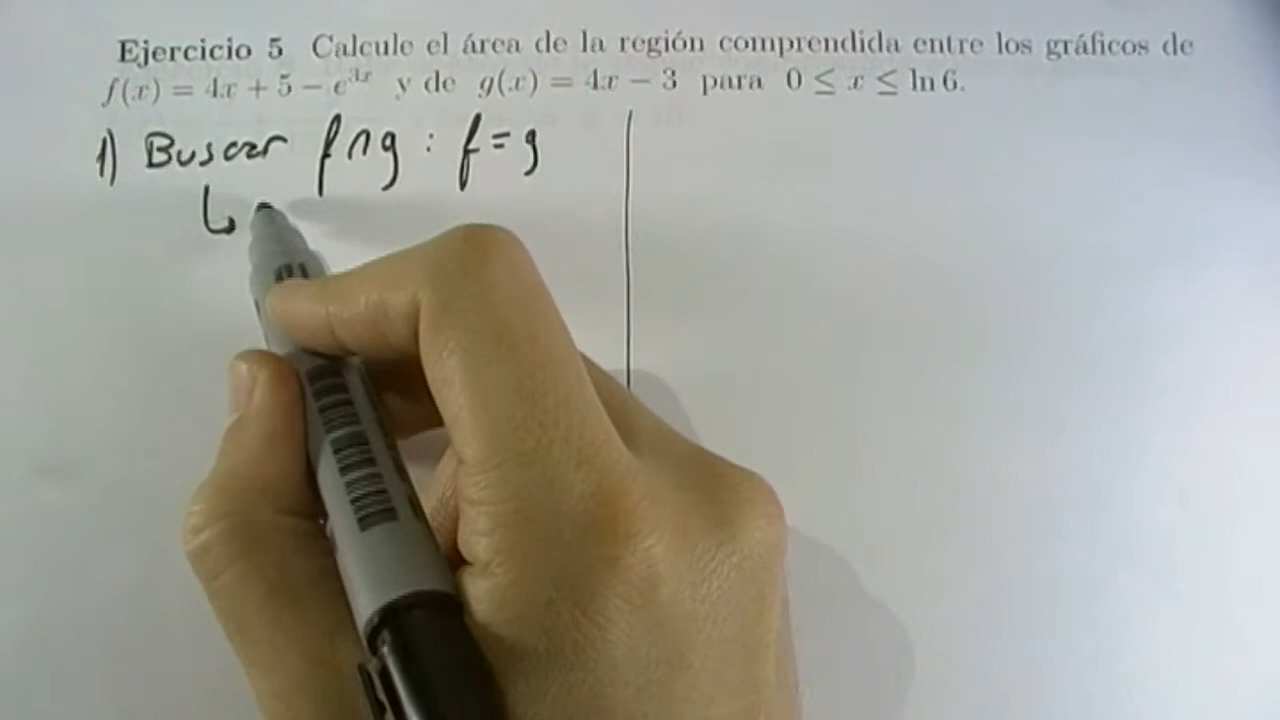 Ejercicio 5 Calcule el área de la región comprendida entre los gráficos de
f(x) = 4x + 5 − e^{3x} y de g(x) = 4x − 3 para 0 ≤ x ≤ ln 6.
1) Buscar f∩g : f=g
↳